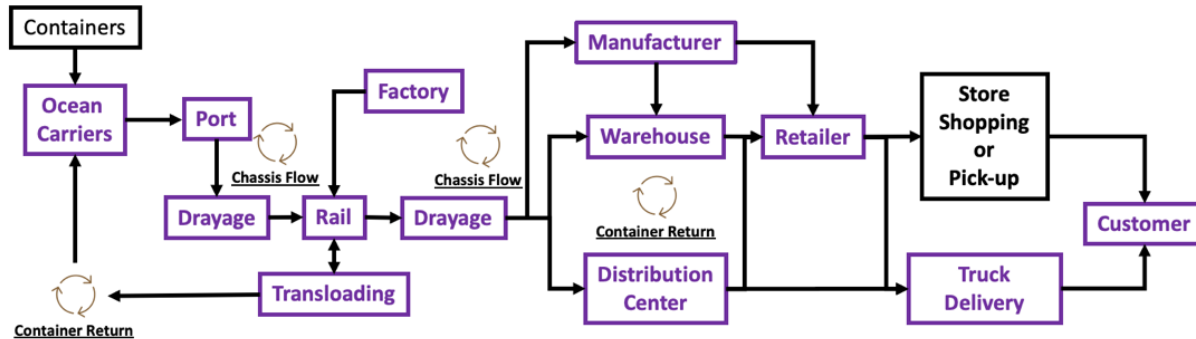 Containers
Ocean
Carriers
Port
Chassis Flow
Drayage
Factory
Rail
Transloading
Container Return
Chassis Flow
Drayage
Manufacturer
Warehouse
Container Return
Distribution
Center
Retailer
Store
Shopping
or
Pick-up
Truck
Delivery
Customer